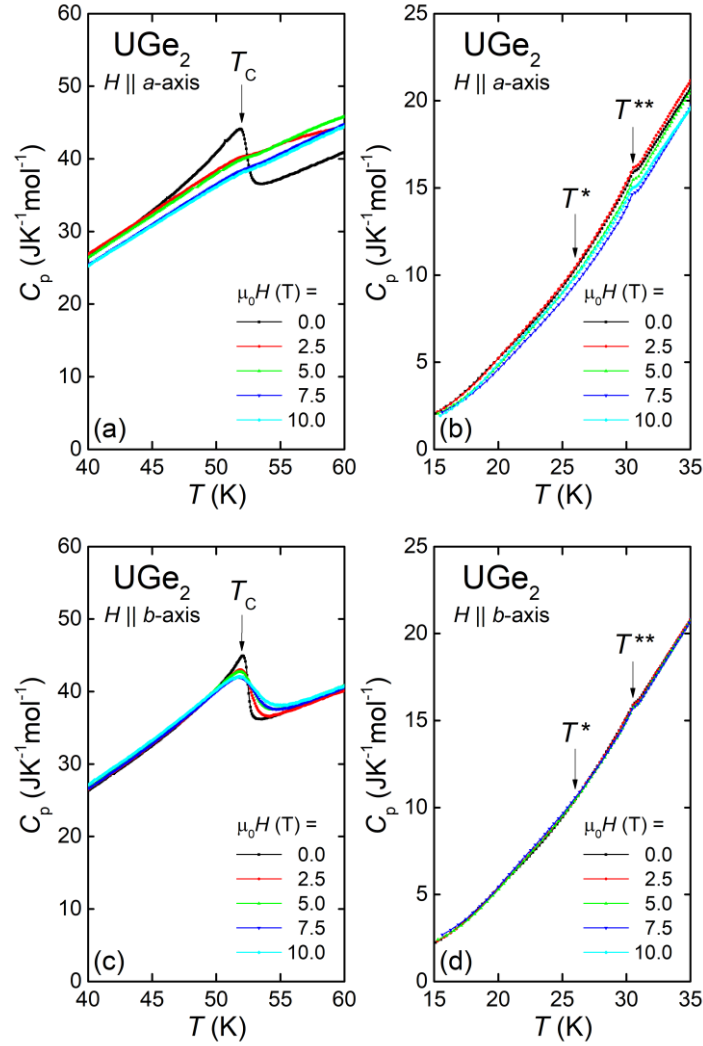 UGe2
H || a-axis
TC
Cp (JK-1mol-1)
60
50
40
30
20
10
0
μ0H (T) =
0.0
2.5
5.0
7.5
10.0
(a)
40 45 50 55 60
T (K)
UGe2
H || a-axis
T**
T*
Cp (JK-1mol-1)
25
20
15
10
5
0
μ0H (T) =
0.0
2.5
5.0
7.5
10.0
(b)
15 20 25 30 35
T (K)
UGe2
H || b-axis
TC
Cp (JK-1mol-1)
60
50
40
30
20
10
0
μ0H (T) =
0.0
2.5
5.0
7.5
10.0
(c)
40 45 50 55 60
T (K)
UGe2
H || b-axis
T**
T*
Cp (JK-1mol-1)
25
20
15
10
5
0
μ0H (T) =
0.0
2.5
5.0
7.5
10.0
(d)
15 20 25 30 35
T (K)